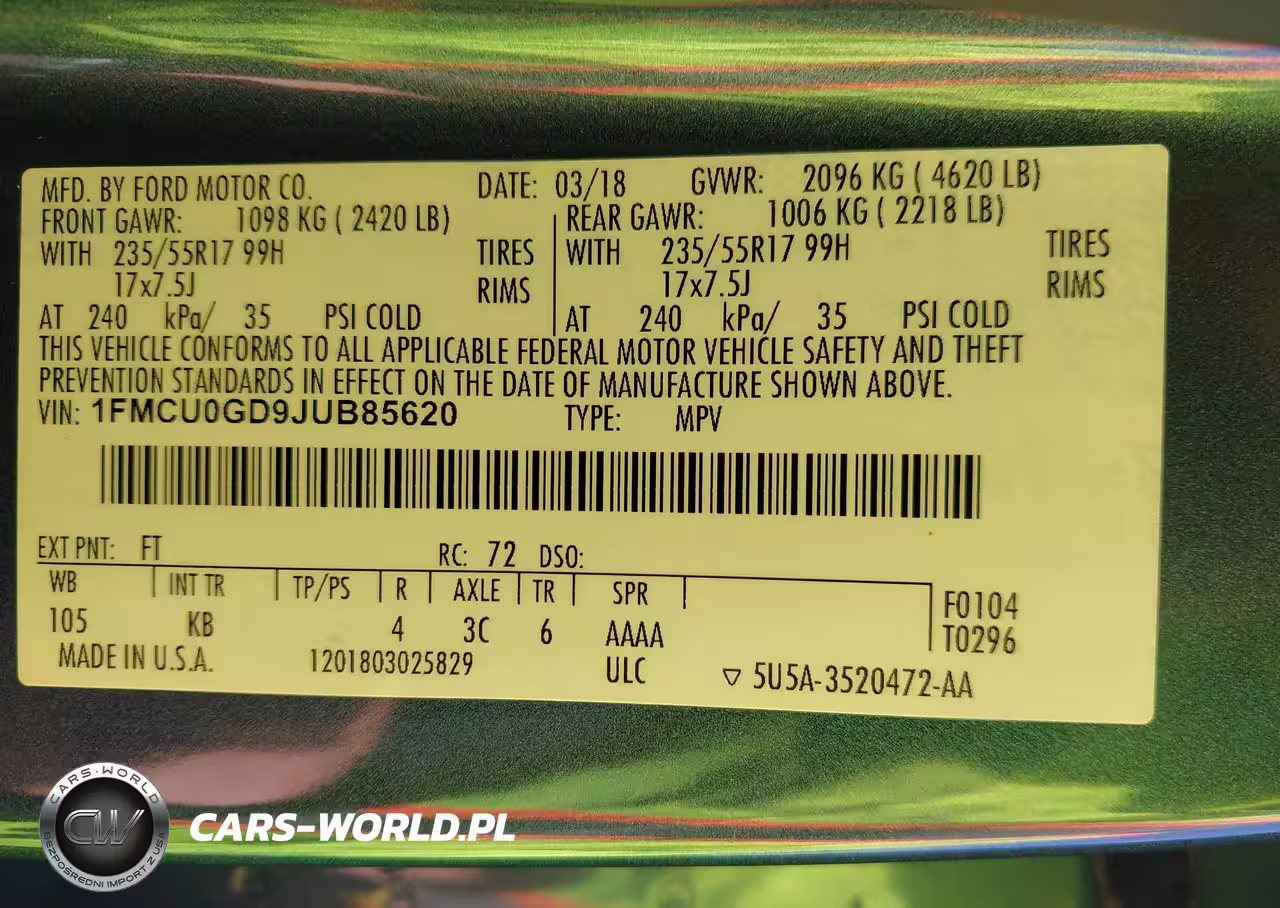 MFD. BY FORD MOTOR CO. DATE: 03/18 GVWR: 2096 KG ( 4620 LB)
FRONT GAWR: 1098 KG ( 2420 LB) REAR GAWR: 1006 KG ( 2218 LB)
WITH 235/55R17 99H TIRES WITH 235/55R17 99H TIRES
17x7.5J RIMS 17x7.5J RIMS
AT 240 kPa/ 35 PSI COLD AT 240 kPa/ 35 PSI COLD
THIS VEHICLE CONFORMS TO ALL APPLICABLE FEDERAL MOTOR VEHICLE SAFETY AND THEFT
PREVENTION STANDARDS IN EFFECT ON THE DATE OF MANUFACTURE SHOWN ABOVE.
VIN: 1FMCU0GD9JUB85620 TYPE: MPV
EXT PNT: FT RC: 72 DSO:
WB INT TR TP/PS R AXLE TR SPR F0104
105 KB 4 3C 6 AAAA T0296
MADE IN U.S.A. 1201803025829 ULC ▽ 5U5A-3520472-AA
CARS-WORLD
CW
BEZPOŚREDNI IMPORT Z USA
CARS-WORLD.PL